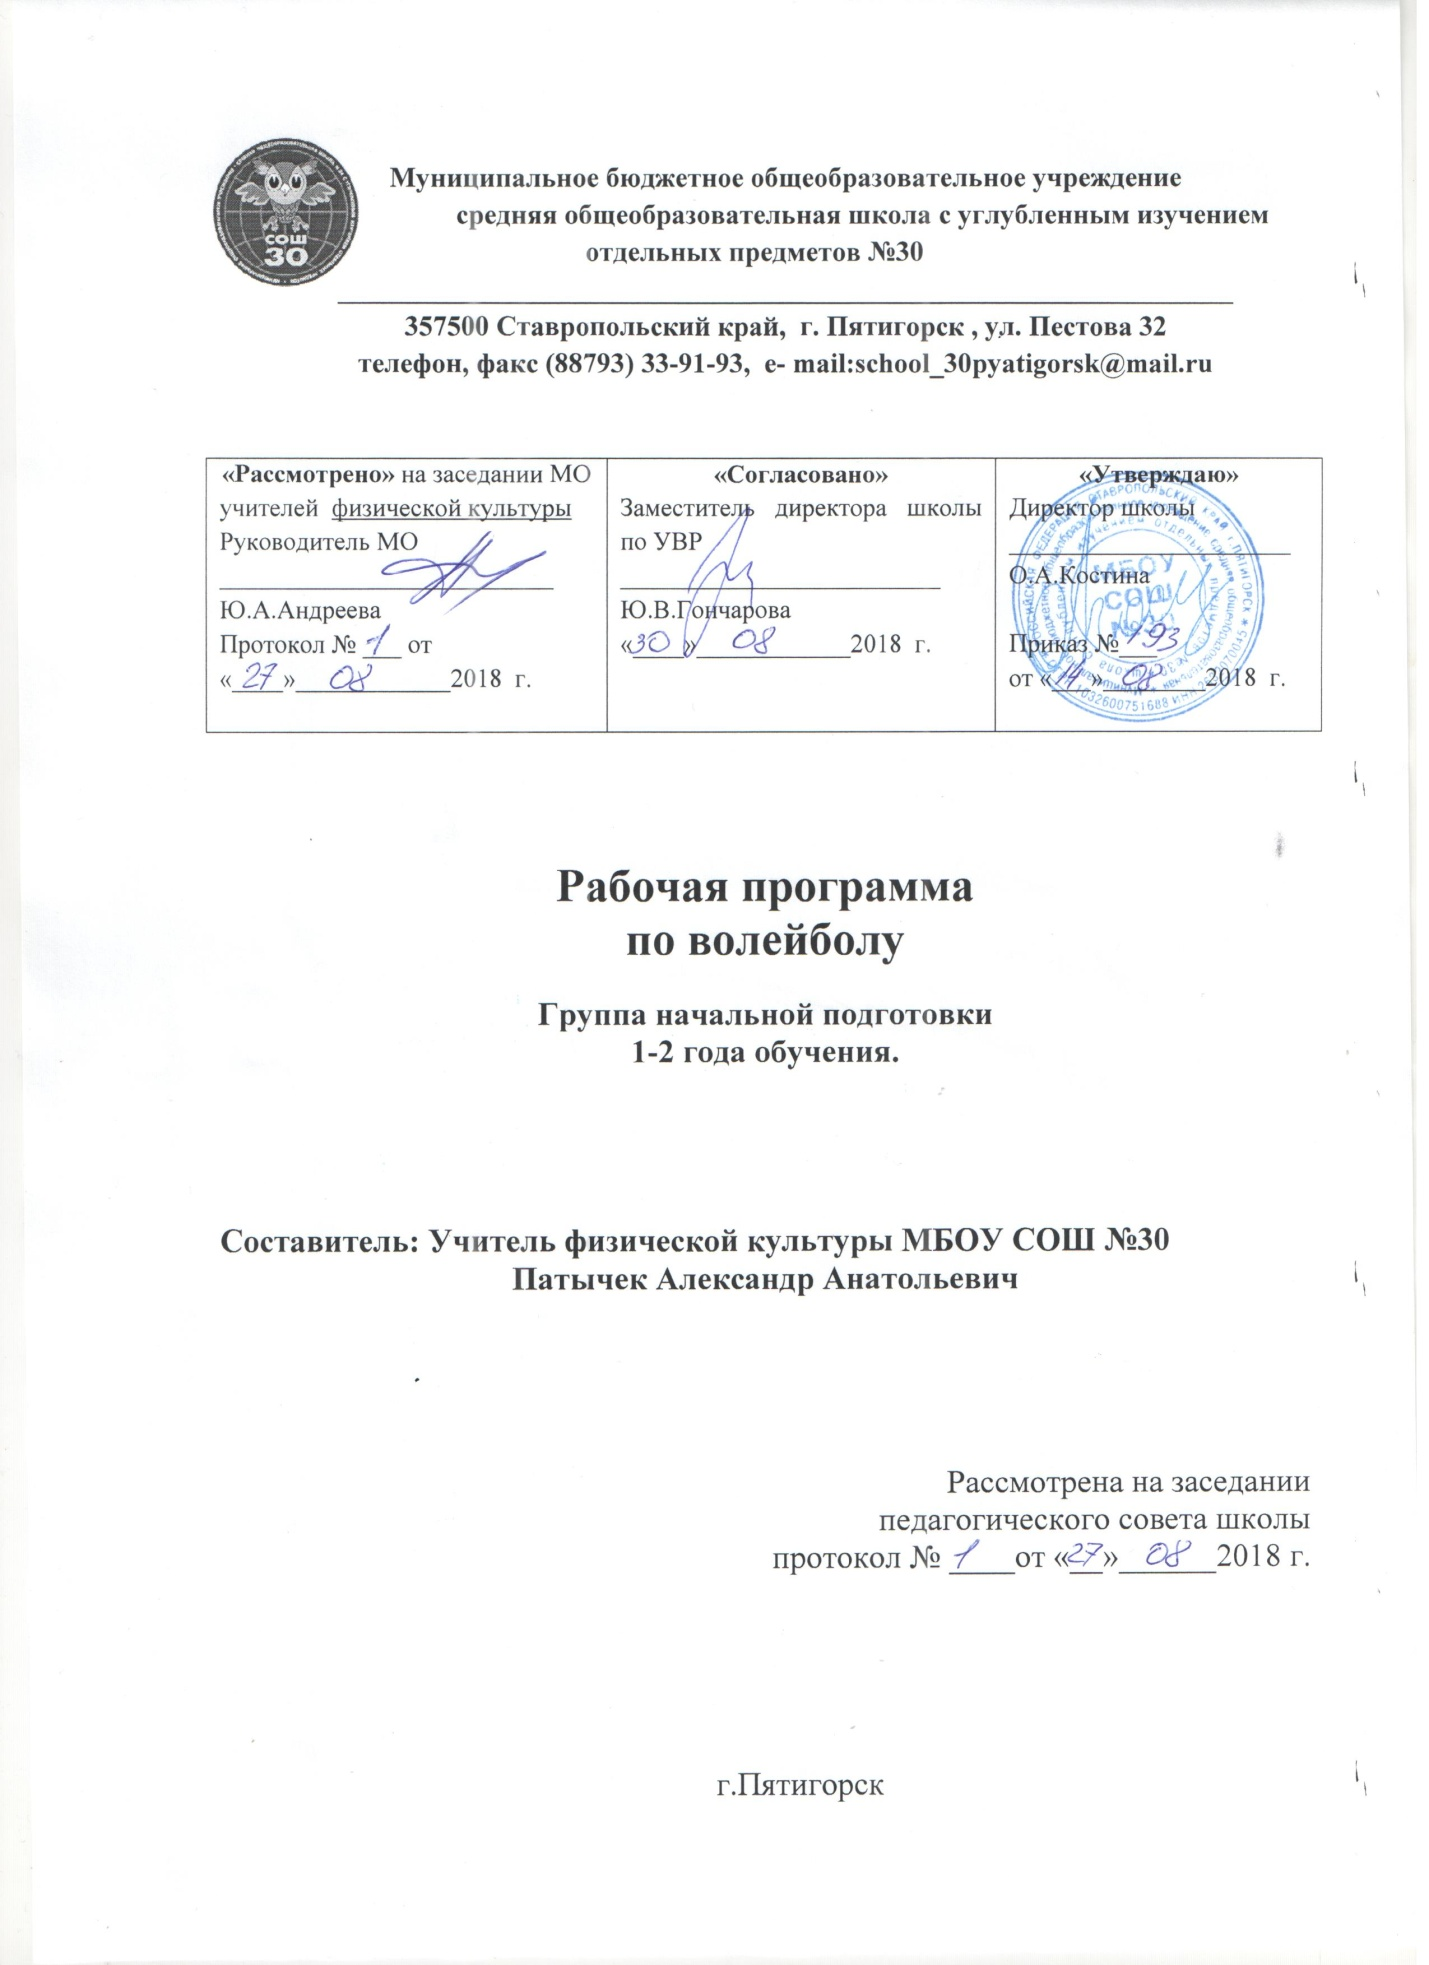 СОШ
30
Муниципальное бюджетное общеобразовательное учреждение
средняя общеобразовательная школа с углубленным изучением
отдельных предметов №30
357500 Ставропольский край, г. Пятигорск , ул. Пестова 32
телефон, факс (88793) 33-91-93, е- mail:school_30pyatigorsk@mail.ru
«Рассмотрено» на заседании МО
учителей физической культуры
Руководитель МО
Ю.А.Андреева
Протокол № 1 от
«27» 08 2018 г.
«Согласовано»
Заместитель директора школы
по УВР
Ю.В.Гончарова
«30» 08 2018 г.
«Утверждаю»
Директор школы
О.А.Костина
Приказ № 193
от «14» 08 2018 г.
МБОУ
СОШ
№30
Рабочая программа
по волейболу
Группа начальной подготовки
1-2 года обучения.
Составитель: Учитель физической культуры МБОУ СОШ №30
Патычек Александр Анатольевич
Рассмотрена на заседании
педагогического совета школы
протокол № 1 от «27» 08 2018 г.
г.Пятигорск